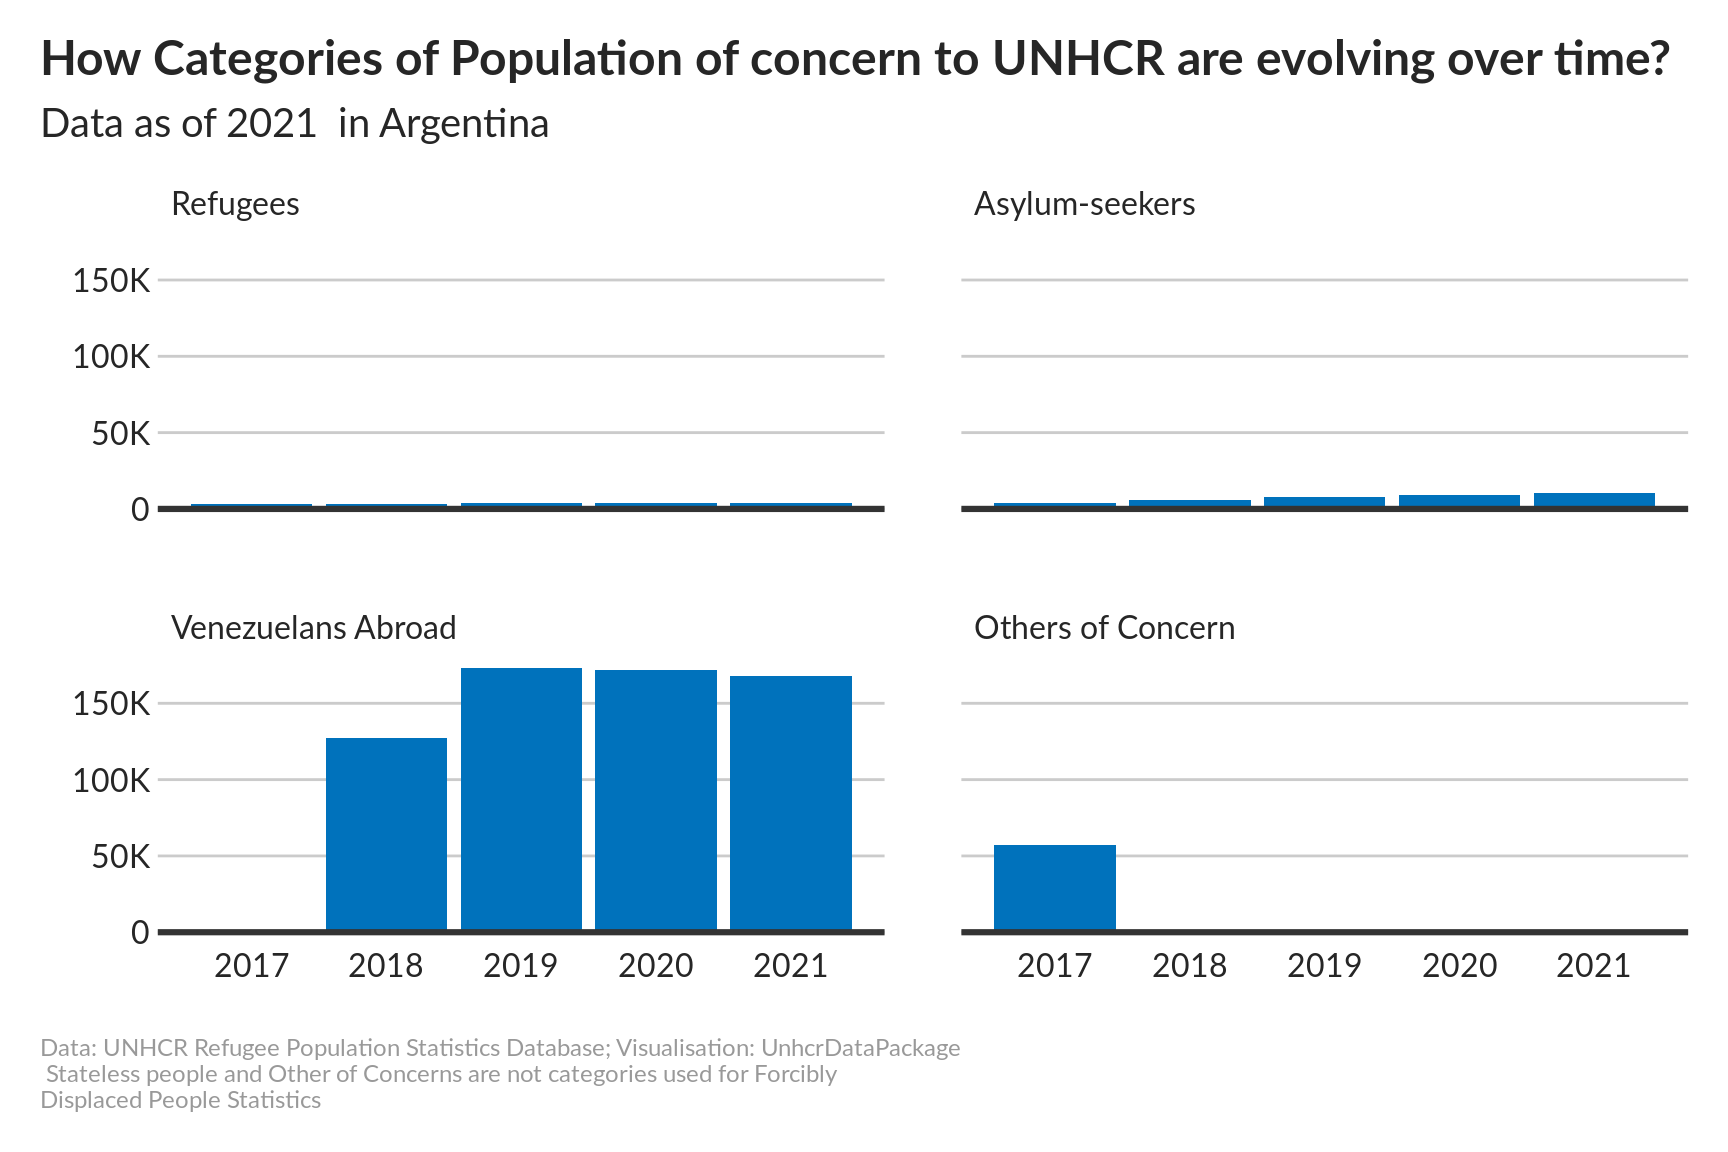 How Categories of Population of concern to UNHCR are evolving over time?
Data as of 2021  in Argentina
Refugees
Asylum-seekers
150K
100K
50K
0
Venezuelans Abroad
Others of Concern
150K
100K
50K
0
2017 2018 2019 2020 2021
2017 2018 2019 2020 2021
Data: UNHCR Refugee Population Statistics Database; Visualisation: UnhcrDataPackage
Stateless people and Other of Concerns are not categories used for Forcibly
Displaced People Statistics